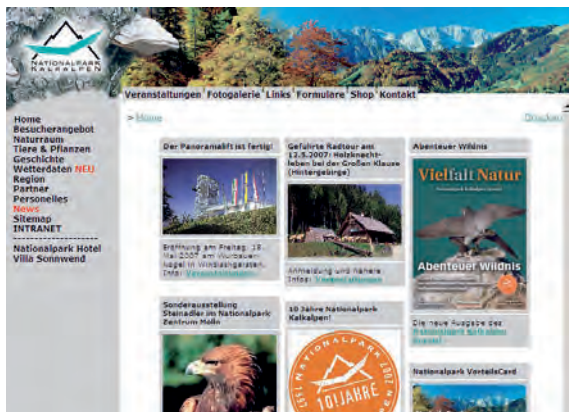 NATIONALPARK
KALKALPEN
Veranstaltungen Fotogalerie Links Formulare Shop Kontakt
> Home
Drucken
Home
Besucherangebot
Naturraum
Tiere & Pflanzen
Geschichte
Wetterdaten NEU
Region
Partner
Personelles
News
Sitemap
INTRANET
Nationalpark Hotel
Villa Sonnwend
Der Panoramalift ist fertig!
Eröffnung am Freitag, 18.
Mai 2007 am Wurbauer-
kogel in Windischgarsten.
Info: Veranstaltungen
Sonderausstellung
Steinadler im Nationalpark
Zentrum Molln
Geführte Radtour am
12.5.2007: Holzknecht-
leben bei der Großen Klause
(Hintergebirge)
Anmeldung und nähere
Infos: Veranstaltungen
10 Jahre Nationalpark
Kalkalpen!
NATIONALPARK
1997
2007
10! JAHRE
Abenteuer Wildnis
Vielfalt Natur
Abenteuer Wildnis
Die neue Ausgabe des
Nationalpark VorteilsCard